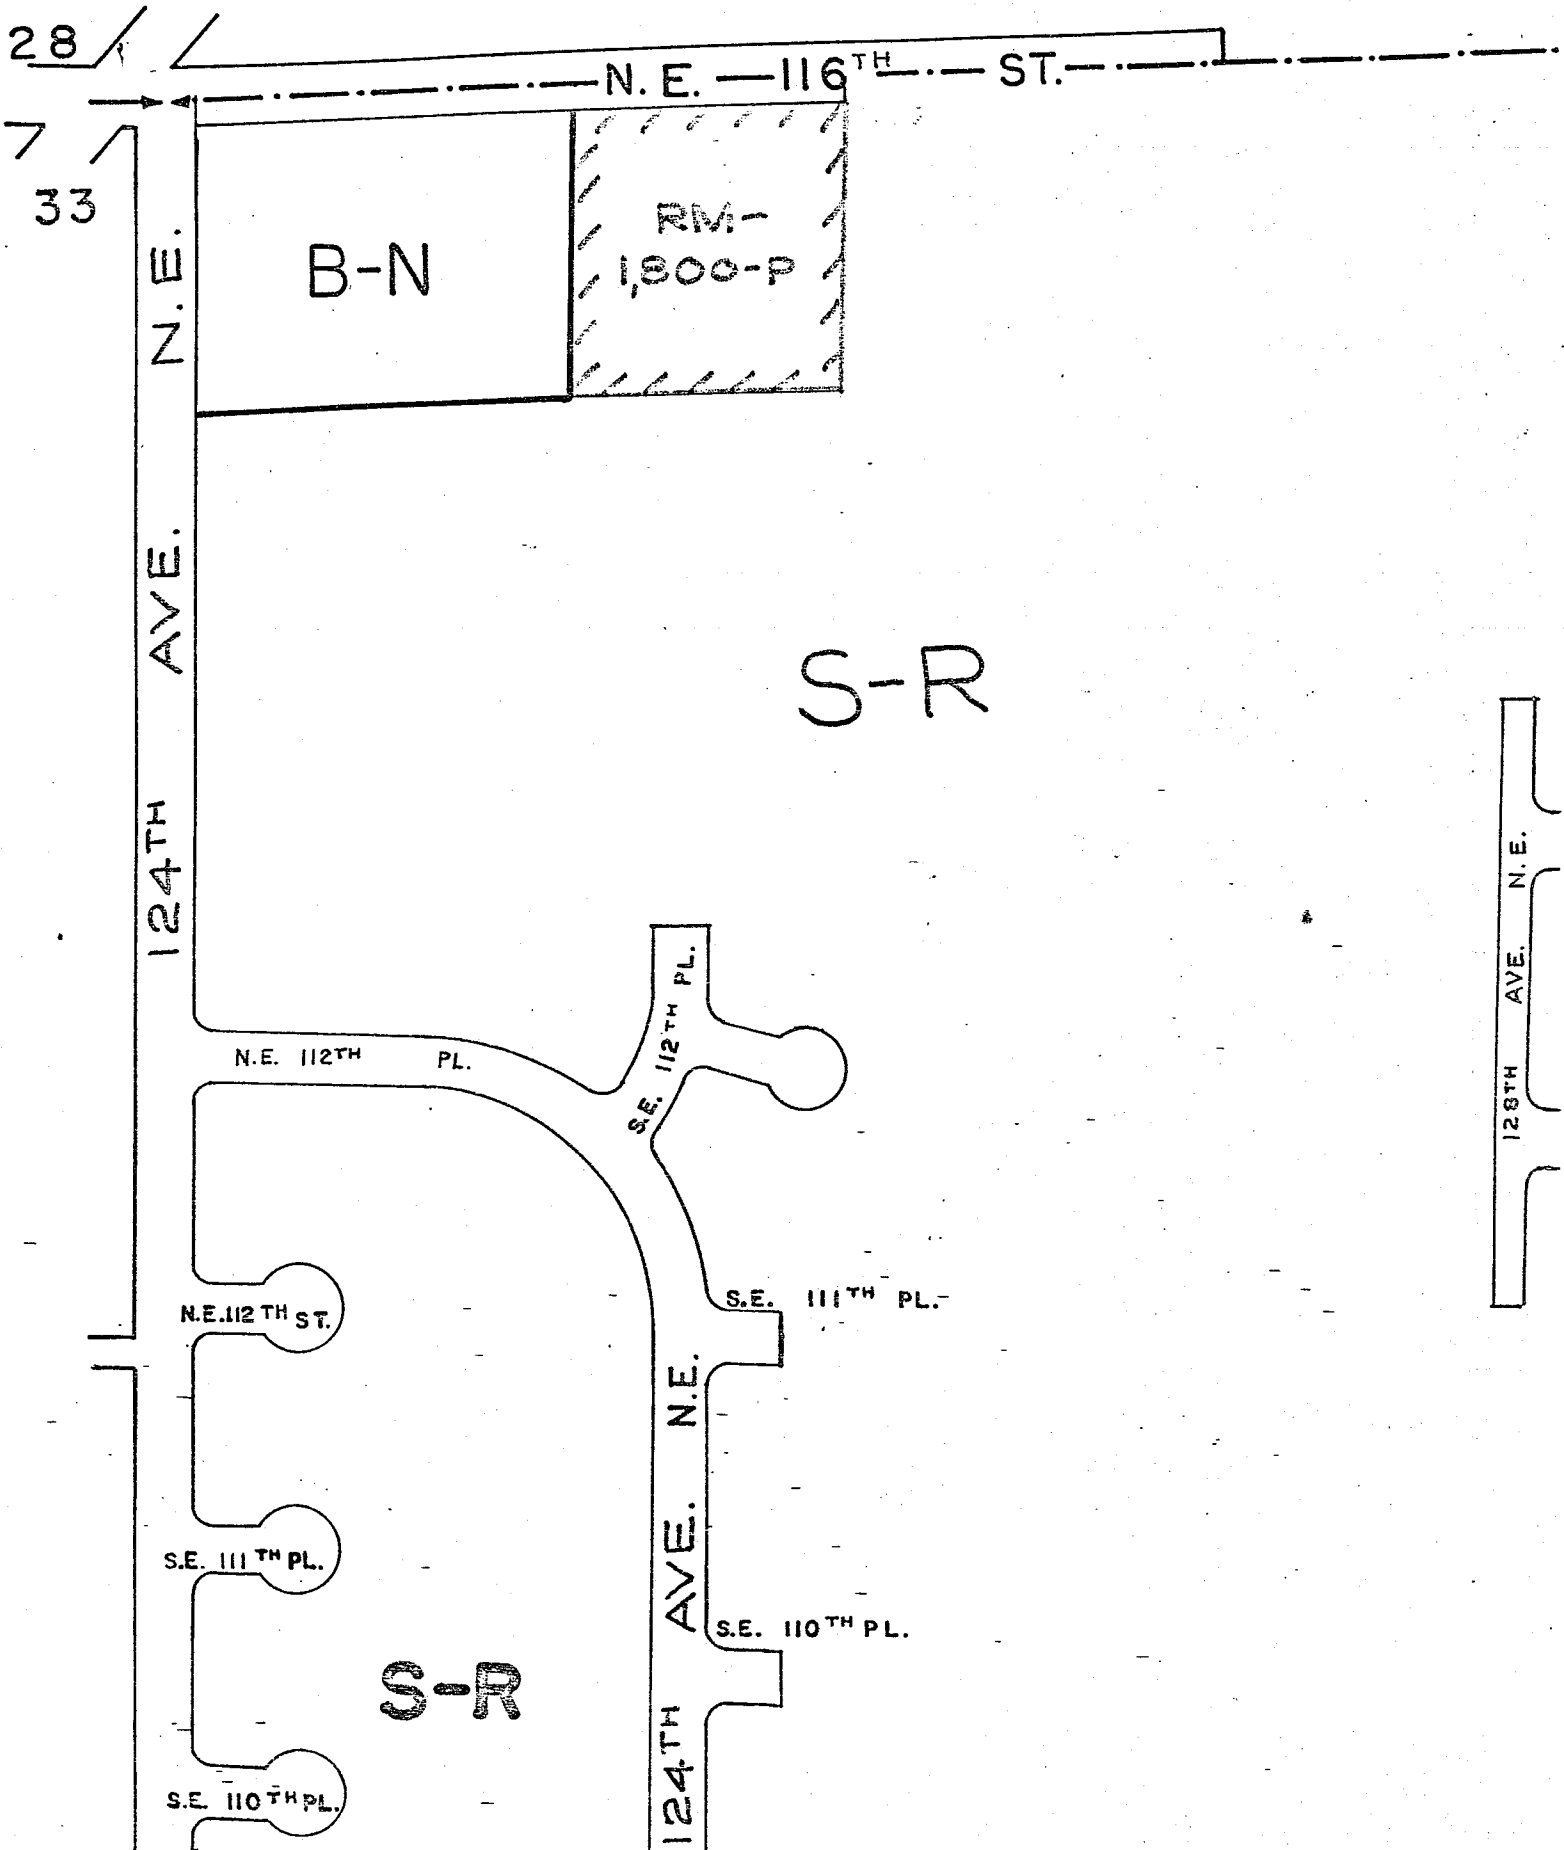 28
N. E. — 116TH — ST.
33
B-N
RM-
1,800-P
124TH AVE. N.E.
S-R
128TH AVE. N.E.
S.E. 112TH PL.
N.E. 112TH PL.
S.E. 111TH PL.
N.E. 112TH ST.
124TH AVE. N.E.
S.E. 111TH PL.
S.E. 110TH PL.
S-R
S.E. 110TH PL.